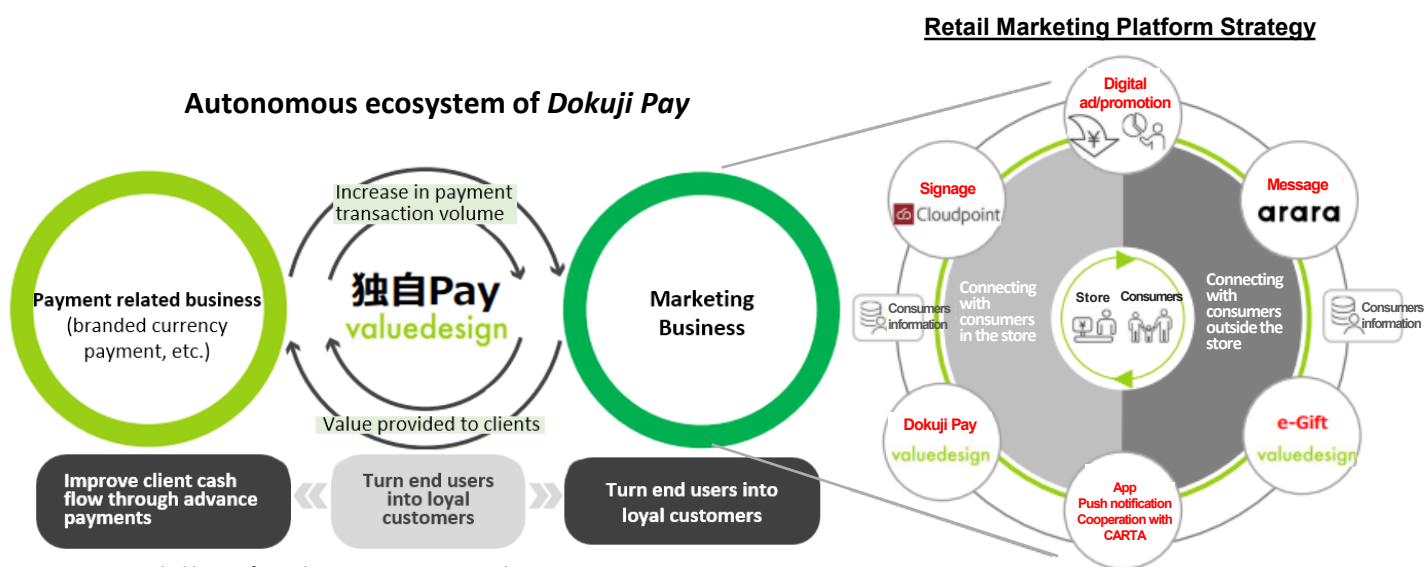 Retail Marketing Platform Strategy
Autonomous ecosystem of Dokuji Pay
Payment related business
(branded currency
payment, etc.)
Increase in payment
transaction volume
独自Pay
valuedesign
Value provided to clients
Marketing
Business
Improve client cash
flow through advance
payments
Turn end users
into loyal
customers
Turn end users into
loyal customers
Digital
ad/promotion
¥
Signage
Cloudpoint
Message
arara
Consumers
information
Connecting
with
consumers
in the store
Store
Consumers
¥
Connecting
with
consumers
outside the
store
Consumers
information
Dokuji Pay
valuedesign
e-Gift
valuedesign
App
Push notification
Cooperation with
CARTA